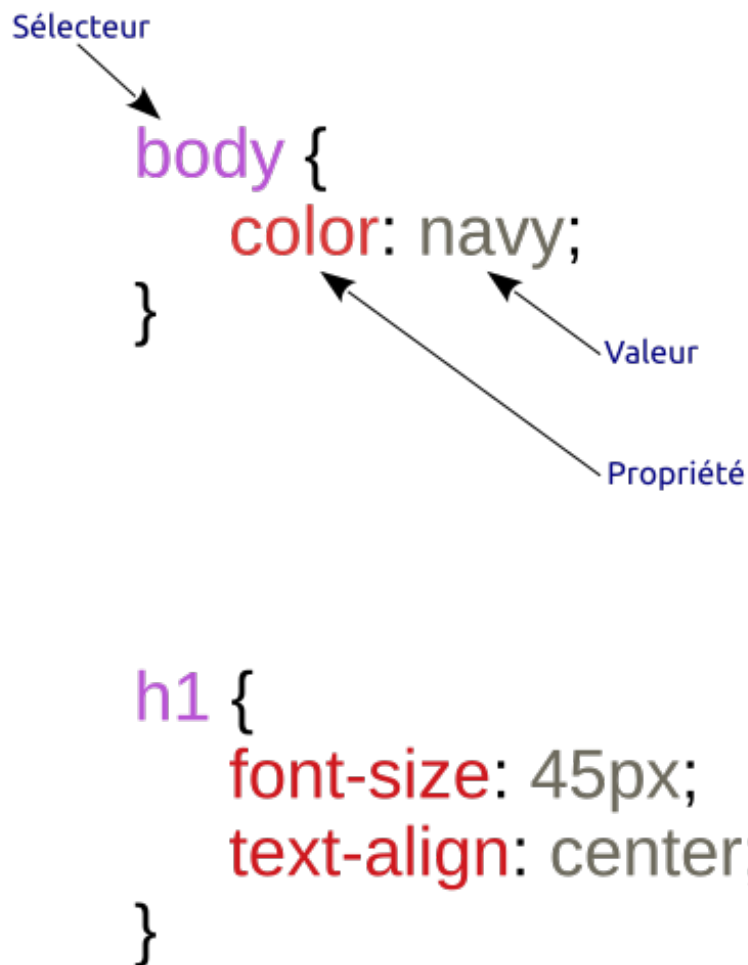 Sélecteur
body {
color: navy;
}
Valeur
Propriété
h1 {
font-size: 45px;
text-align: center;
}